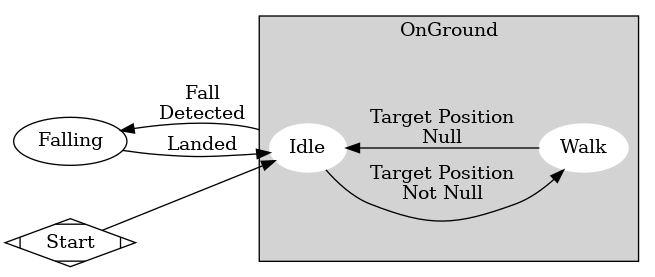 OnGround
Fall
Detected
Falling
Landed
Idle
Target Position
Null
Walk
Target Position
Not Null
Start